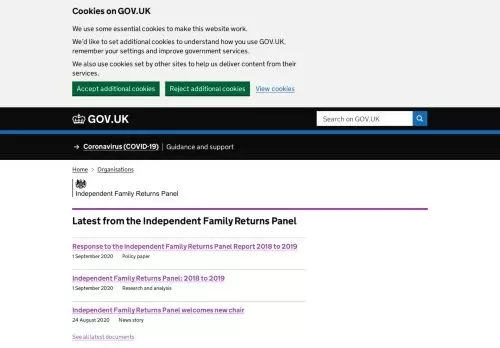 Cookies on GOV.UK
We use some essential cookies to make this website work.
We'd like to set additional cookies to understand how you use GOV.UK,
remember your settings and improve government services.
We also use cookies set by other sites to help us deliver content from their
services.
Accept additional cookies Reject additional cookies View cookies
GOV.UK Search on GOV.UK
→ Coronavirus (COVID-19) Guidance and support
Home > Organisations
Independent Family Returns Panel
Latest from the Independent Family Returns Panel
Response to the Independent Family Returns Panel Report 2018 to 2019
1 September 2020 Policy paper
Independent Family Returns Panel: 2018 to 2019
1 September 2020 Research and analysis
Independent Family Returns Panel welcomes new chair
24 August 2020 News story
See all latest documents